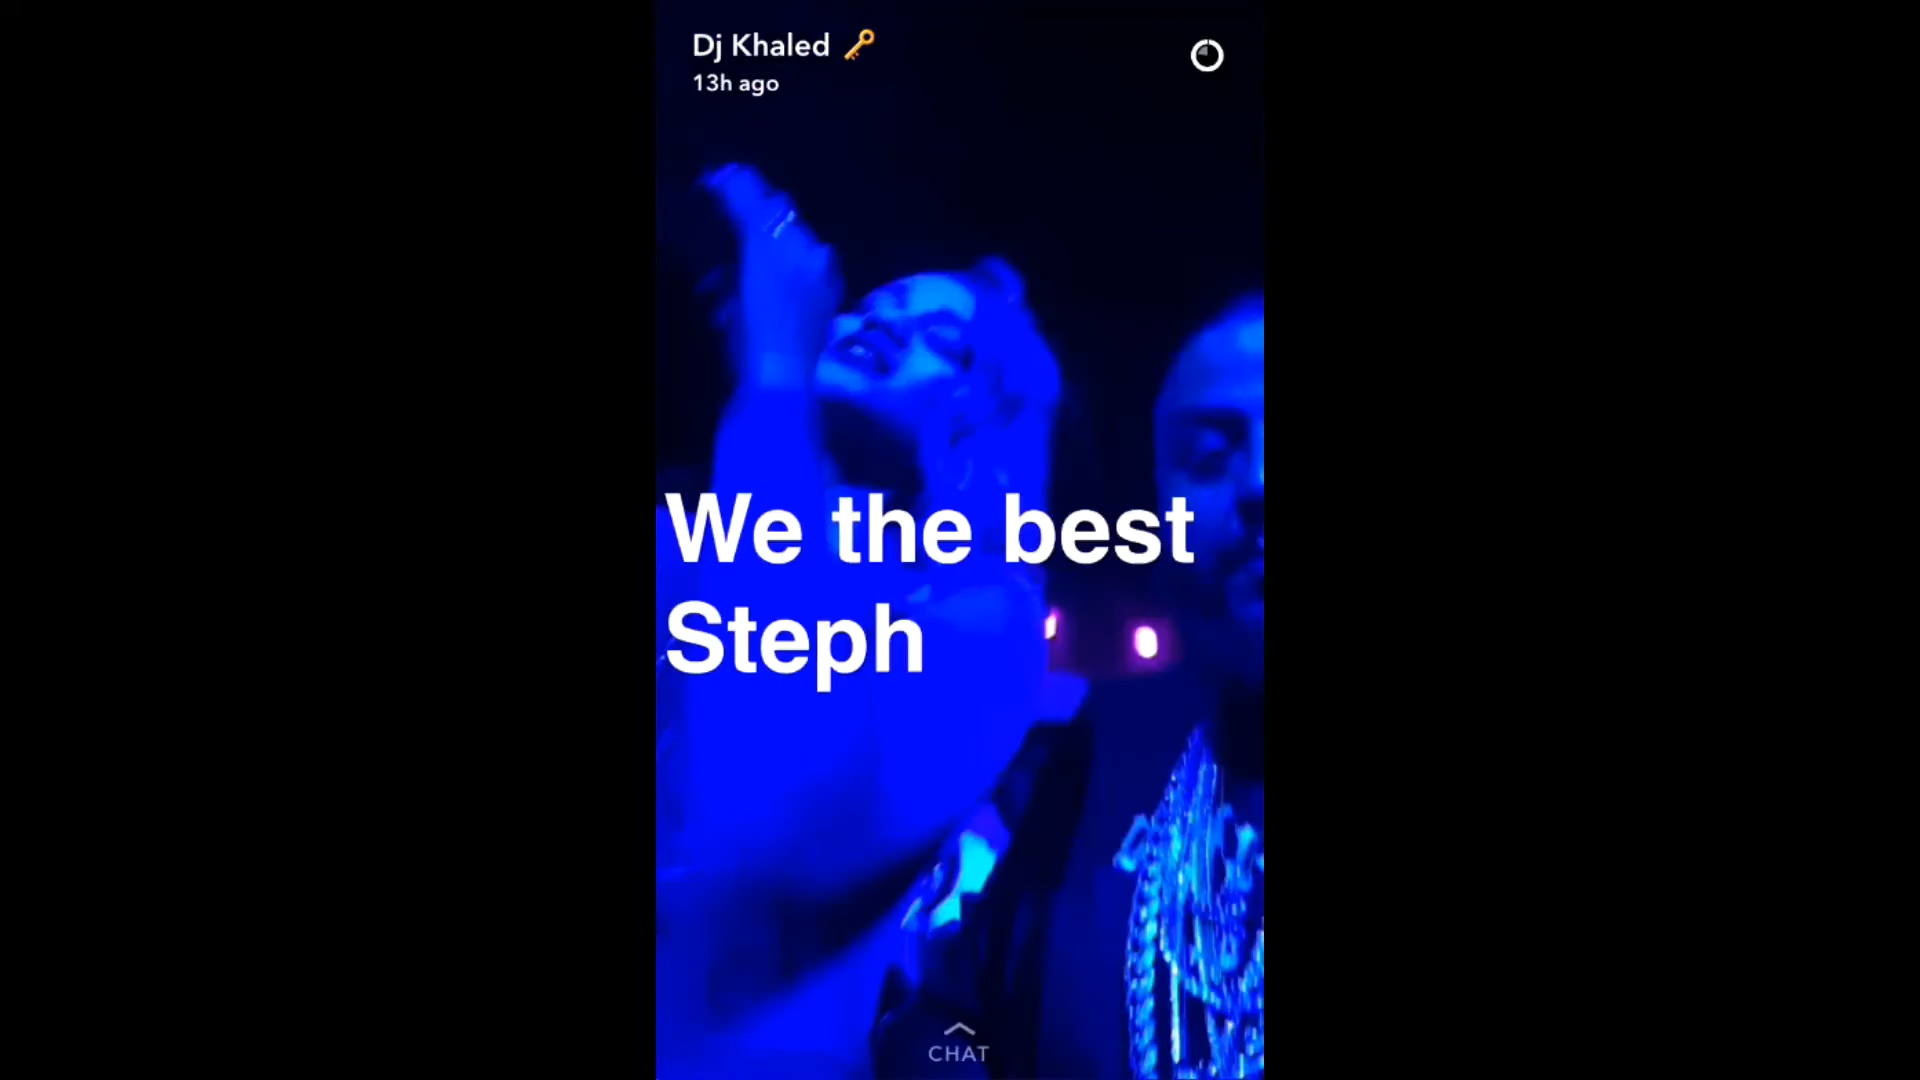 Dj Khaled 🔑
13h ago
We the best
Steph
CHAT